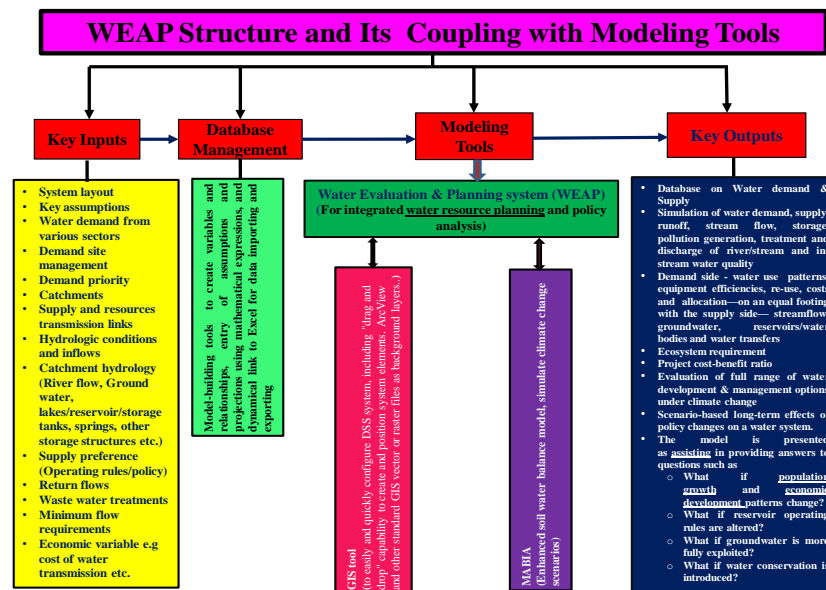 WEAP Structure and Its Coupling with Modeling Tools
Key Inputs
Database
Management
Modeling
Tools
Key Outputs
• System layout
• Key assumptions
• Water demand from
various sectors
• Demand site
management
• Demand priority
• Catchments
• Supply and resources
transmission links
• Hydrologic conditions
and inflows
• Catchment hydrology
(River flow, Ground
water,
lakes/reservoir/storage
tanks, springs, other
storage structures etc.)
• Supply preference
(Operating rules/policy)
• Return flows
• Waste water treatments
• Minimum flow
requirements
• Economic variable e.g
cost of water
transmission etc.
Model-building tools to create variables and
relationships, entry of assumptions and
projections using mathematical expressions, and
dynamical link to Excel for data importing and
exporting
Water Evaluation & Planning system (WEAP)
(For integrated water resource planning and policy
analysis)
GIS tool
(to easily and quickly configure DSS system, including "drag and
drop" capability to create and position system elements. ArcView
and other standard GIS vector or raster files as background layers.)
MABIA
(Enhanced soil water balance model, simulate climate change
scenarios)
• Database on Water demand &
Supply
• Simulation of water demand, supply,
runoff, stream flow, storage,
pollution generation, treatment and
discharge of river/stream and in-
stream water quality
• Demand side - water use patterns,
equipment efficiencies, re-use, costs
and allocation—on an equal footing
with the supply side— streamflow,
groundwater, reservoirs/water
bodies and water transfers
• Ecosystem requirement
• Project cost-benefit ratio
• Evaluation of full range of water
development & management options
under climate change
• Scenario-based long-term effects of
policy changes on a water system.
• The model is presented
as assisting in providing answers to
questions such as
o What if population
growth and economic
development patterns change?
o What if reservoir operating
rules are altered?
o What if groundwater is more
fully exploited?
o What if water conservation is
introduced?